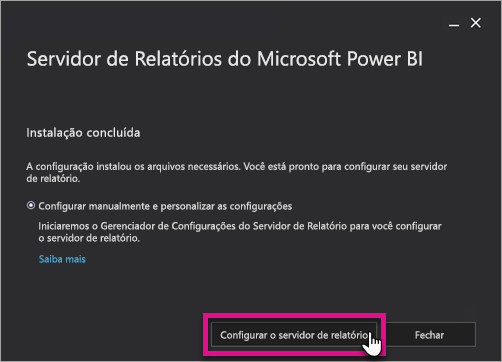 Servidor de Relatórios do Microsoft Power BI
Instalação concluída
A configuração instalou os arquivos necessários. Você está pronto para configurar seu servidor
de relatório.
Configurar manualmente e personalizar as configurações
Iniciaremos o Gerenciador de Configurações do Servidor de Relatório para você configurar
o servidor de relatório.
Saiba mais
Configurar o servidor de relatório
Fechar